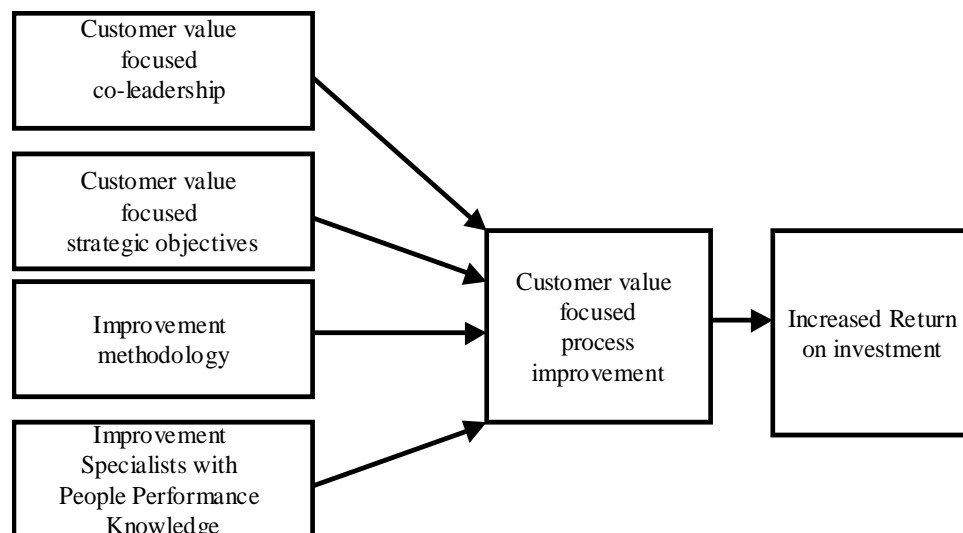 Customer value
focused
co-leadership
Customer value
focused
strategic objectives
Improvement
methodology
Improvement
Specialists with
People Performance
Knowledge
Customer value
focused
process
improvement
Increased Return
on investment